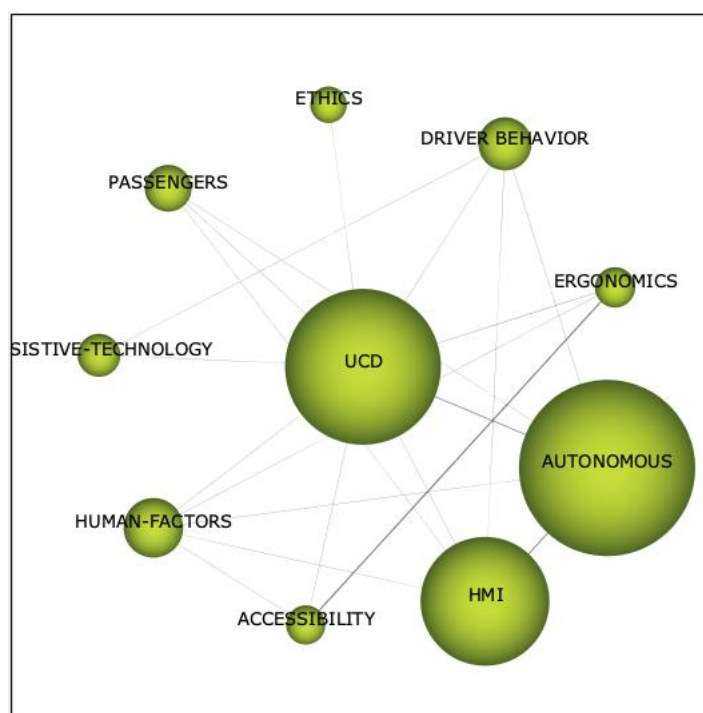 ETHICS
DRIVER BEHAVIOR
PASSENGERS
ERGONOMICS
SISTIVE-TECHNOLOGY
UCD
AUTONOMOUS
HUMAN-FACTORS
HMI
ACCESSIBILITY